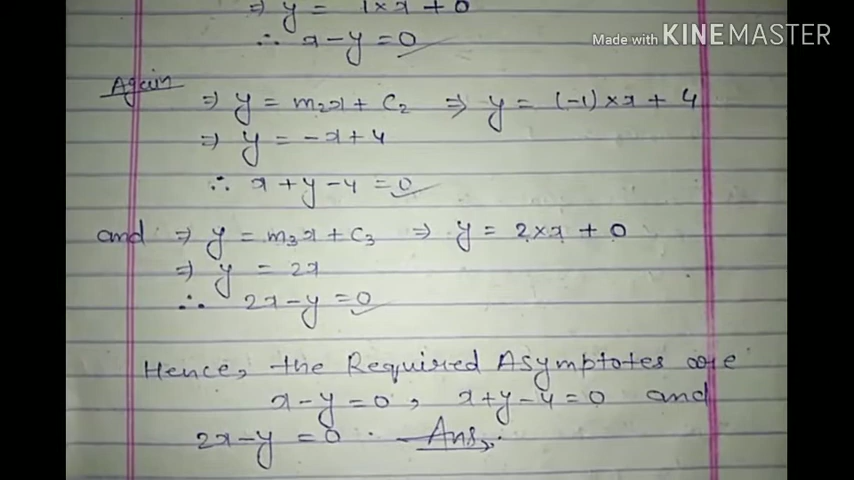 ⇒ y = 1 × x + 0
∴ x - y = 0
Made with KINEMASTER
Again
⇒ y = m₂x + C₂ ⇒ y = (-1) × x + 4
⇒ y = -x + 4
∴ x + y - 4 = 0
and ⇒ y = m₃x + C₃ ⇒ y = 2 × x + 0
⇒ y = 2x
∴ 2x - y = 0
Hence, the Required Asymptotes are
x - y = 0, x + y - 4 = 0 and
2x - y = 0. Ans.